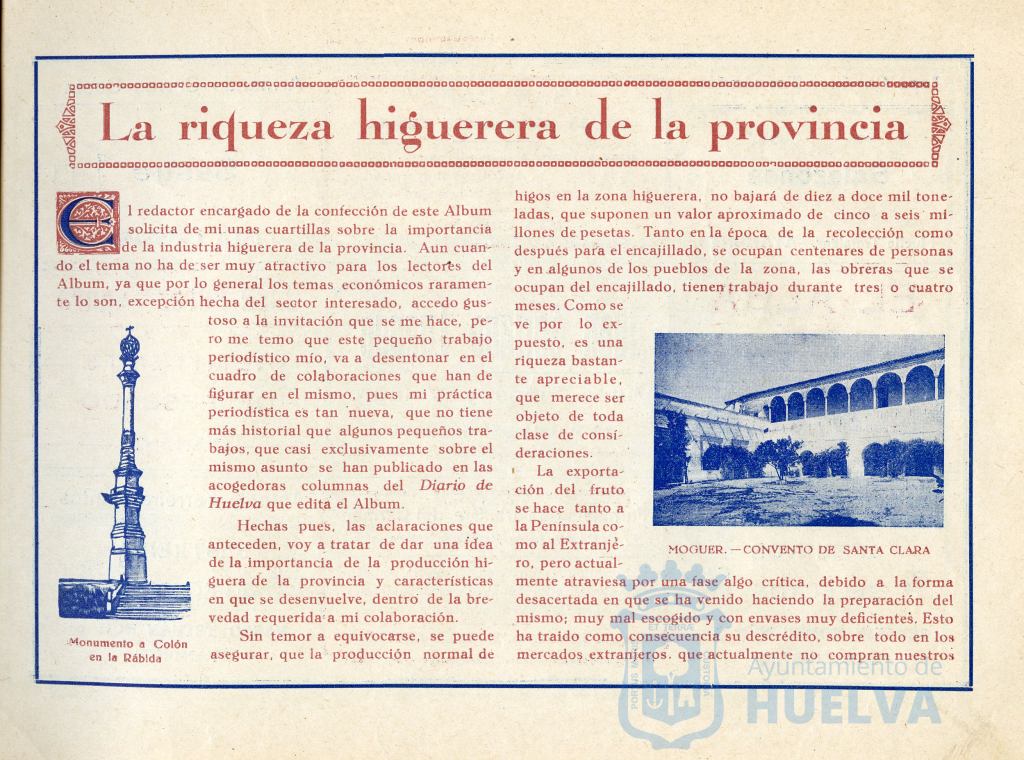 La riqueza higuerera de la provincia
El redactor encargado de la confección de este Album
solicita de mi unas cuartillas sobre la importancia
de la industria higuerera de la provincia. Aun cuan-
do el tema no ha de ser muy atractivo para los lectores del
Album, ya que por lo general los temas económicos raramen-
te lo son, excepción hecha del sector interesado, accedo gus-
toso a la invitación que se me hace, pe-
ro me temo que este pequeño trabajo
periodístico mío, va a desentonar en el
cuadro de colaboraciones que han de
figurar en el mismo, pues mi práctica
periodística es tan nueva, que no tiene
más historial que algunos pequeños tra-
bajos, que casi exclusivamente sobre el
mismo asunto se han publicado en las
acogedoras columnas del Diario de
Huelva que edita el Album.
Hechas pues, las aclaraciones que
anteceden, voy a tratar de dar una idea
de la importancia de la producción hi-
guera de la provincia y características
en que se desenvuelve, dentro de la bre-
vedad requerida a mi colaboración.
Sin temor a equivocarse, se puede
asegurar, que la producción normal de
Monumento a Colón
en la Rábida
higos en la zona higuerera, no bajará de diez a doce mil tone-
ladas, que suponen un valor aproximado de cinco a seis mi-
llones de pesetas. Tanto en la época de la recolección como
después para el encajillado, se ocupan centenares de personas
y en algunos de los pueblos de la zona, las obreras que se
ocupan del encajillado, tienen trabajo durante tres o cuatro
meses. Como se
ve por lo ex-
puesto, es una
riqueza bastan-
te apreciable,
que merece ser
objeto de toda
clase de consi-
deraciones.
La exporta-
ción del fruto
se hace tanto a
la Península co-
mo al Extranje-
ro, pero actual-
mente atraviesa por una fase algo crítica, debido a la forma
desacertada en que se ha venido haciendo la preparación del
mismo; muy mal escogido y con envases muy deficientes. Esto
ha traido como consecuencia su descrédito, sobre todo en los
mercados extranjeros. que actualmente no compran nuestros
MOGUER.—CONVENTO DE SANTA CLARA
PORTUS MARIS
ET TERRÆ
CUSTODIA
Ayuntamiento de
HUELVA